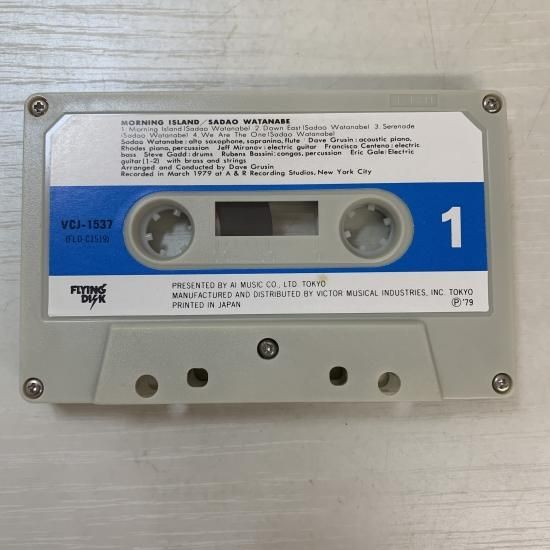 MORNING ISLAND/SADAO WATANABE
1. Morning Island(Sadao Watanabe) 2. Down East(Sadao Watanabe) 3. Serenade
(Sadao Watanabe) 4. We Are The One(Sadao Watanabe)
Sadao Watanabe: alto saxophone, sopranino, flute Dave Grusin: acoustic piano,
Rhodes piano, percussion Jeff Miranov: electric guitar Francisco Centeno: electric
bass Steve Gadd: drums Rubens Bassini: congas, percussion Eric Gale: Electric
guitar(1-2) with brass and strings
Arranged and Conducted by Dave Grusin
Recorded in March 1979 at A & R Recording Studios, New York City
VCJ-1537
(FLD-C1519)
1
FLYING DISK
PRESENTED BY AI MUSIC CO., LTD. TOKYO
MANUFACTURED AND DISTRIBUTED BY VICTOR MUSICAL INDUSTRIES, INC. TOKYO
PRINTED IN JAPAN
Ⓟ '79